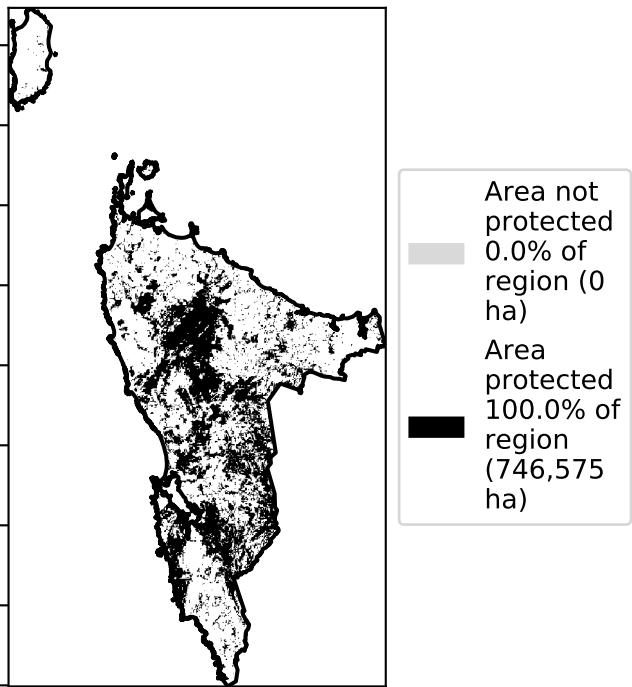 Area not
protected
0.0% of
region (0
ha)
Area
protected
100.0% of
region
(746,575
ha)